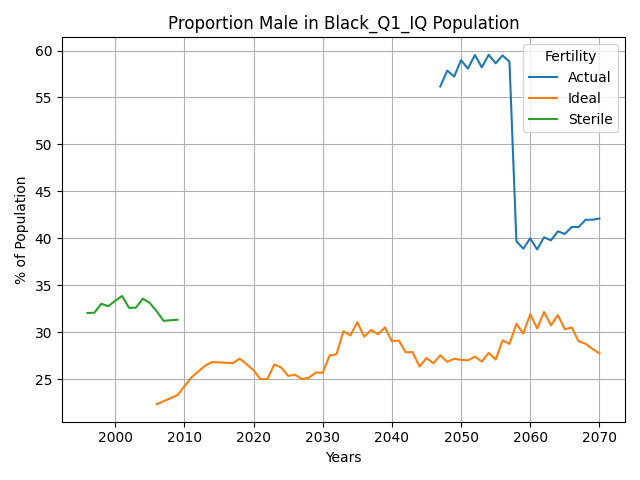 Proportion Male in Black_Q1_IQ Population
% of Population
60
55
50
45
40
35
30
25
Fertility
Actual
Ideal
Sterile
2000
2010
2020
2030
2040
2050
2060
2070
Years